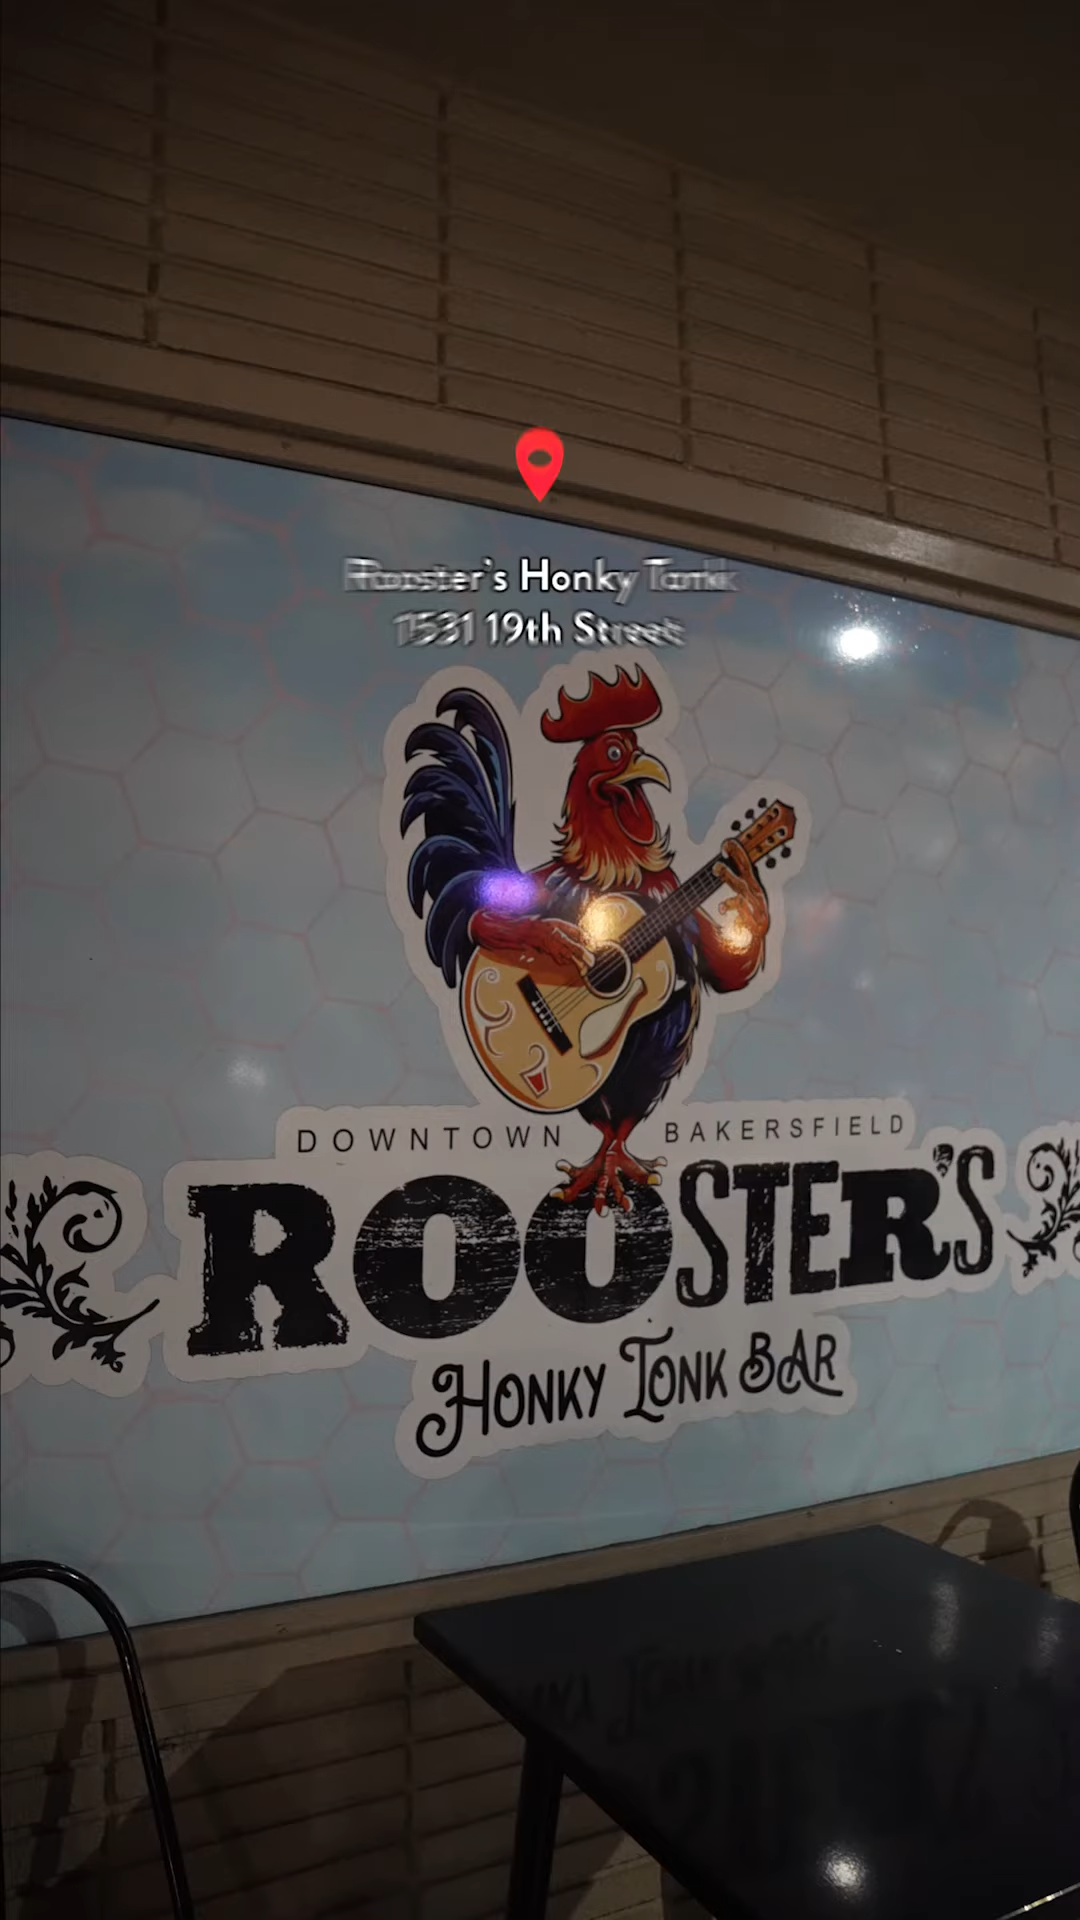 Rooster's Honky Tonk
1531 19th Street
DOWNTOWN BAKERSFIELD
ROOSTER'S
HONKY TONK BAR